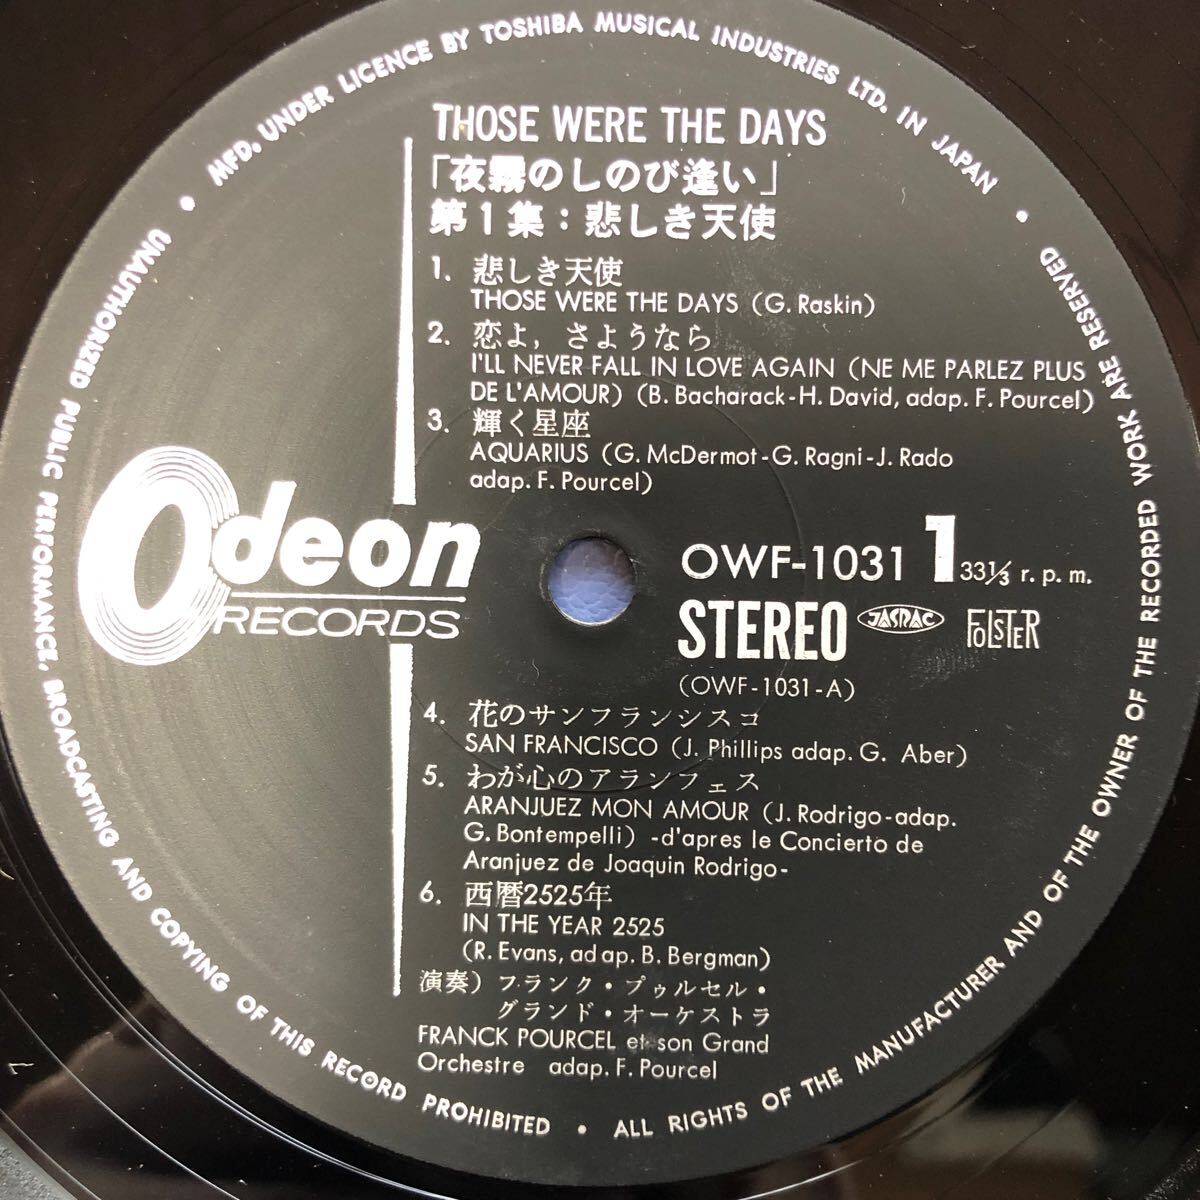 MFD. UNDER LICENCE BY TOSHIBA MUSICAL INDUSTRIES LTD. IN JAPAN
THOSE WERE THE DAYS
「夜霧のしのび逢い」
第1集:悲しき天使
1. 悲しき天使
THOSE WERE THE DAYS (G. Raskin)
2. 恋よ,さようなら
I'LL NEVER FALL IN LOVE AGAIN (NE ME PARLEZ PLUS
DE L'AMOUR) (B. Bacharack-H. David, adap. F. Pourcel)
3. 輝く星座
AQUARIUS (G. McDermot-G. Ragni-J. Rado
adap. F. Pourcel)
Odeon
RECORDS
OWF-1031 1 33⅓ r. p. m.
STEREO JASRAC FOLSTER
(OWF-1031-A)
4. 花のサンフランシスコ
SAN FRANCISCO (J. Phillips adap. G. Aber)
5. わが心のアランフェス
ARANJUEZ MON AMOUR (J. Rodrigo-adap.
G. Bontempelli) -d'apres le Concierto de
Aranjuez de Joaquin Rodrigo-
6. 西暦2525年
IN THE YEAR 2525
(R. Evans, adap. B. Bergman)
演奏) フランク・プゥルセル・
グランド・オーケストラ
FRANCK POURCEL et son Grand
Orchestre adap. F. Pourcel
UNAUTHORIZED PUBLIC PERFORMANCE, BROADCASTING AND COPYING OF THIS RECORD PROHIBITED • ALL RIGHTS OF THE MANUFACTURER AND OF THE OWNER OF THE RECORDED WORK ARE RESERVED